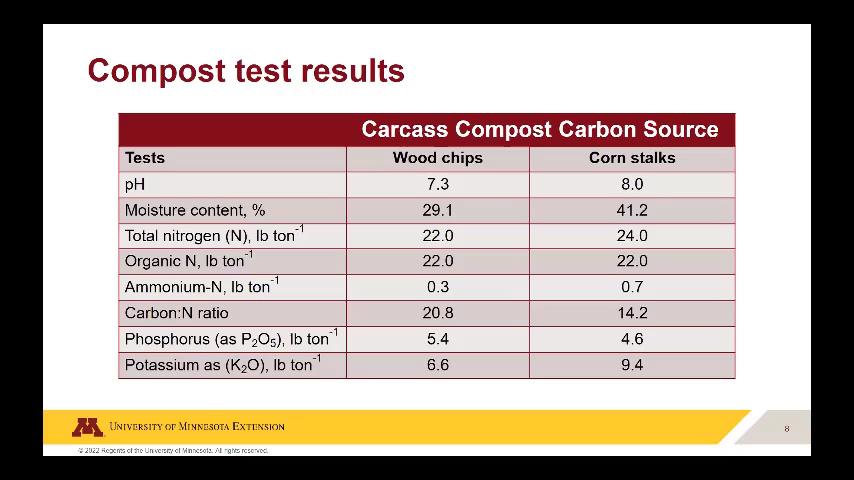 Compost test results
Carcass Compost Carbon Source
Tests Wood chips Corn stalks
pH 7.3 8.0
Moisture content, % 29.1 41.2
Total nitrogen (N), lb ton⁻¹ 22.0 24.0
Organic N, lb ton⁻¹ 22.0 22.0
Ammonium-N, lb ton⁻¹ 0.3 0.7
Carbon:N ratio 20.8 14.2
Phosphorus (as P₂O₅), lb ton⁻¹ 5.4 4.6
Potassium as (K₂O), lb ton⁻¹ 6.6 9.4
M UNIVERSITY OF MINNESOTA EXTENSION
8
© 2022 Regents of the University of Minnesota. All rights reserved.